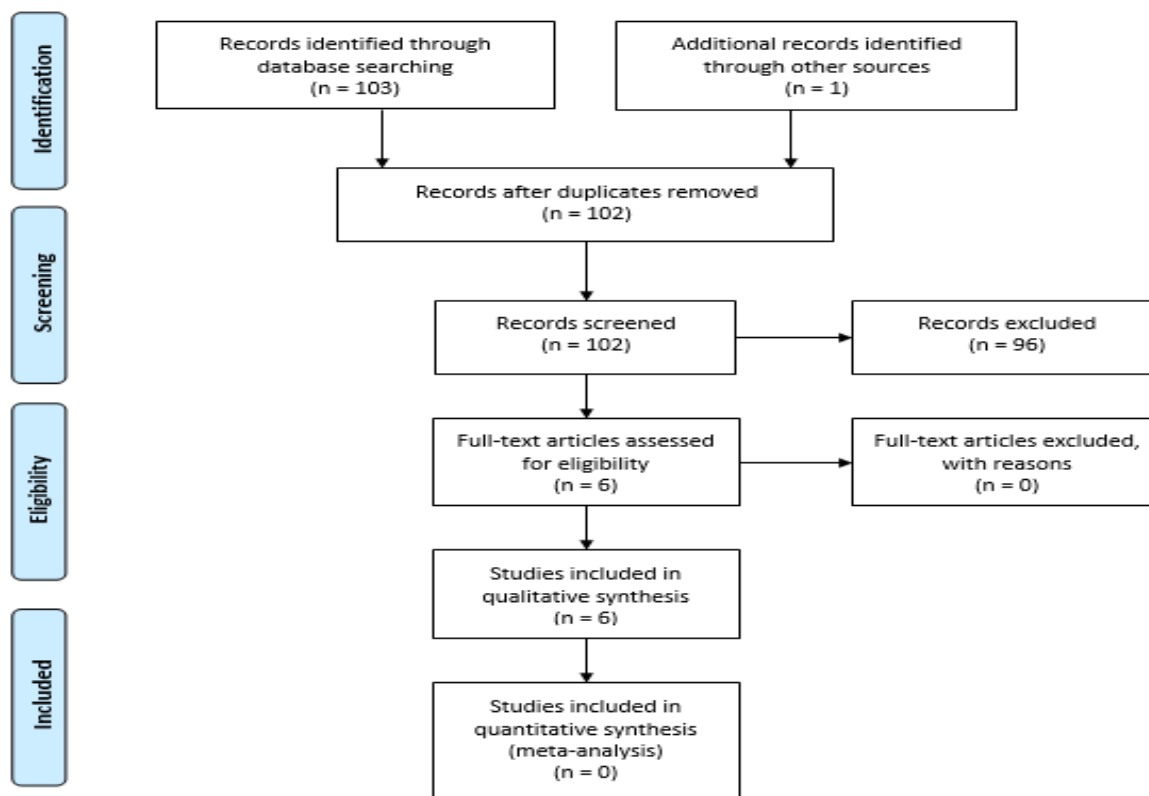 Identification
Records identified through
database searching
(n = 103)
Additional records identified
through other sources
(n = 1)
Records after duplicates removed
(n = 102)
Screening
Records screened
(n = 102)
Records excluded
(n = 96)
Eligibility
Full-text articles assessed
for eligibility
(n = 6)
Full-text articles excluded,
with reasons
(n = 0)
Studies included in
qualitative synthesis
(n = 6)
Included
Studies included in
quantitative synthesis
(meta-analysis)
(n = 0)